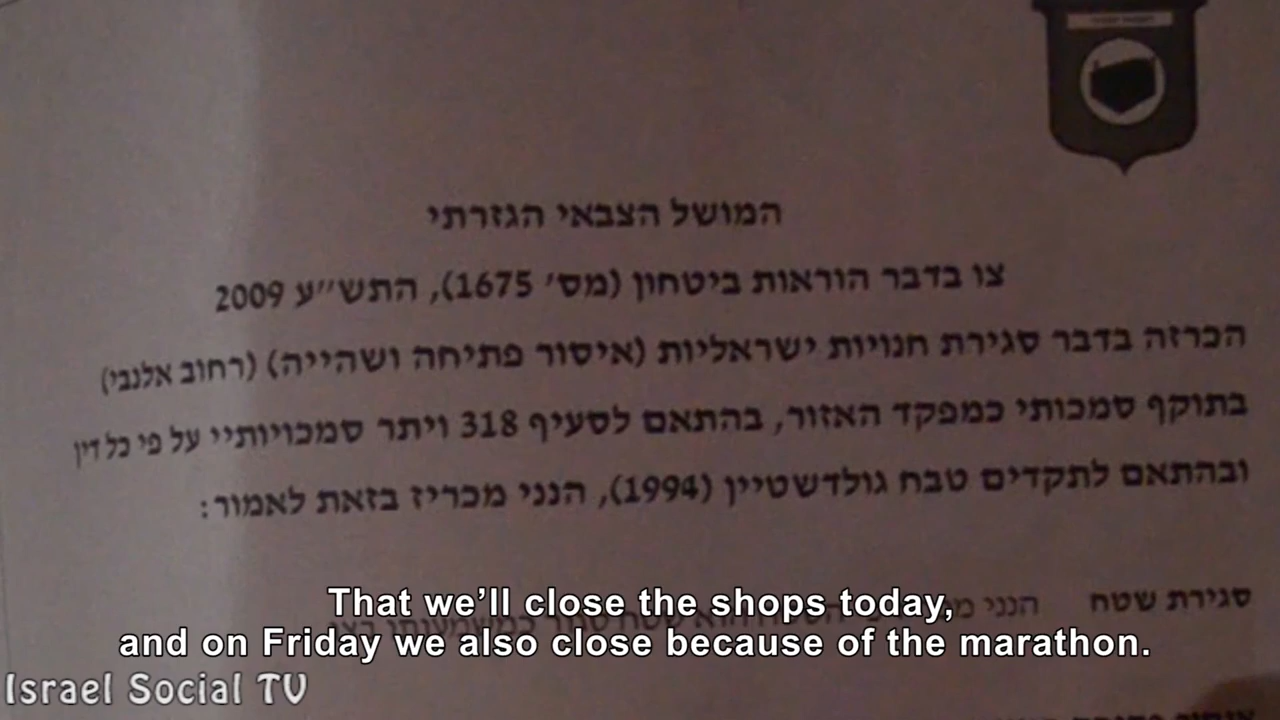 המושל הצבאי הגזרתי
צו בדבר הוראות ביטחון (מס׳ 1675), התש״ע 2009
הכרזה בדבר סגירת חנויות ישראליות (איסור פתיחה ושהייה) (רחוב אלנבי)
בתוקף סמכותי כמפקד האזור, בהתאם לסעיף 318 ויתר סמכויותיי על פי כל דין
ובהתאם לתקדים טבח גולדשטיין (1994), הנני מכריז בזאת לאמור:
סגירת שטח הנני
That we’ll close the shops today,
and on Friday we also close because of the marathon.
Israel Social TV